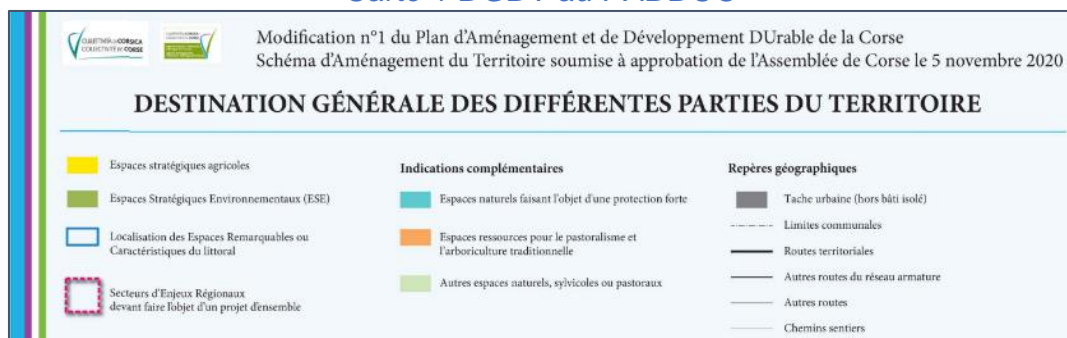 COLLECTIVITÉ de CORSE
Modification n°1 du Plan d'Aménagement et de Développement DUrable de la Corse
Schéma d'Aménagement du Territoire soumise à approbation de l'Assemblée de Corse le 5 novembre 2020
DESTINATION GÉNÉRALE DES DIFFÉRENTES PARTIES DU TERRITOIRE
Espaces stratégiques agricoles
Espaces Stratégiques Environnementaux (ESE)
Localisation des Espaces Remarquables ou
Caractéristiques du littoral
Secteurs d'Enjeux Régionaux
devant faire l'objet d'un projet d'ensemble
Indications complémentaires
Espaces naturels faisant l'objet d'une protection forte
Espaces ressources pour le pastoralisme et
l'arboriculture traditionnelle
Autres espaces naturels, sylvicoles ou pastoraux
Repères géographiques
Tache urbaine (hors bâti isolé)
Limites communales
Routes territoriales
Autres routes du réseau armature
Autres routes
Chemins sentiers